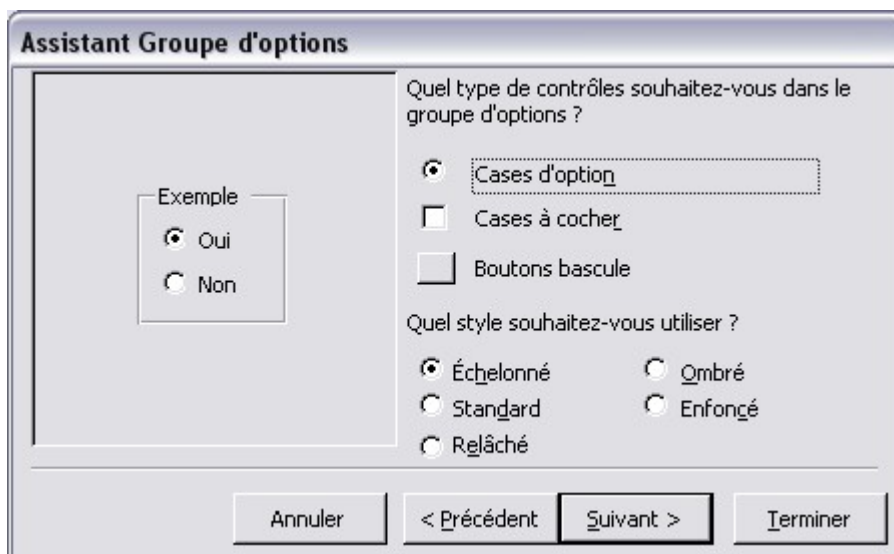 Assistant Groupe d'options
Exemple
Oui
Non
Quel type de contrôles souhaitez-vous dans le
groupe d'options ?
Cases d'option
Cases à cocher
Boutons bascule
Quel style souhaitez-vous utiliser ?
Échelonné
Ombré
Standard
Enfoncé
Relâché
Annuler
< Précédent
Suivant >
Terminer